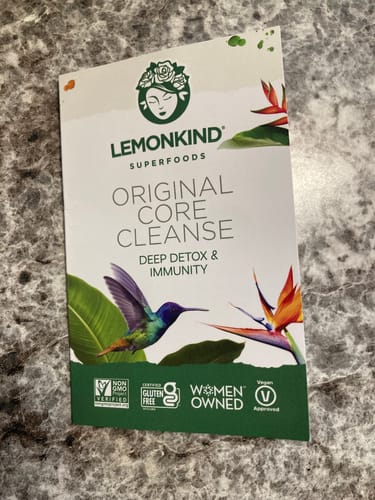 LEMONKIND®
SUPERFOODS
ORIGINAL
CORE
CLEANSE
DEEP DETOX &
IMMUNITY
NON
GMO
Project
VERIFIED
CERTIFIED
GLUTEN
FREE
WOMEN
OWNED
Vegan
V
Approved